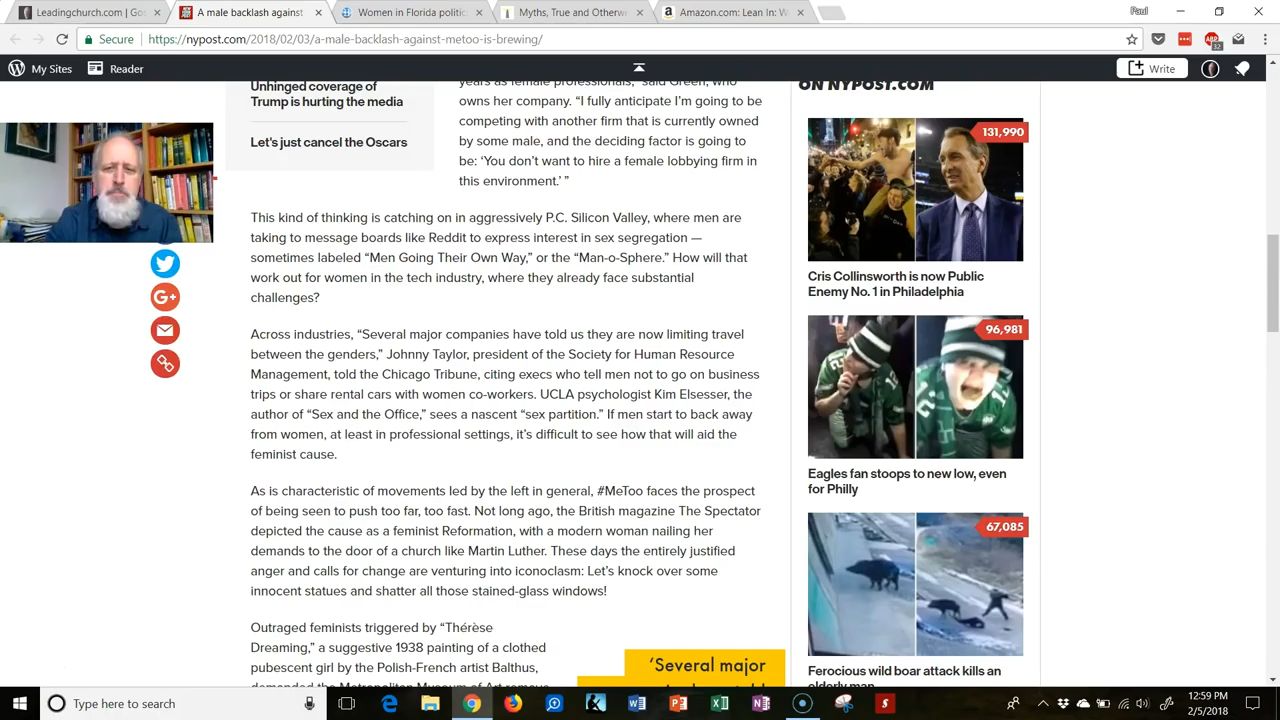 Leadingchurch.com | Gos
A male backlash against
Women in Florida politi
Myths, True and Otherw
Amazon.com: Lean In: W
Paul
Secure
https://nypost.com/2018/02/03/a-male-backlash-against-metoo-is-brewing/
My Sites
Reader
Write
Unhinged coverage of
Trump is hurting the media
Let's just cancel the Oscars
years as female professionals,” said Green, who
owns her company. “I fully anticipate I’m going to be
competing with another firm that is currently owned
by some male, and the deciding factor is going to
be: ‘You don’t want to hire a female lobbying firm in
this environment.’ ”
This kind of thinking is catching on in aggressively P.C. Silicon Valley, where men are
taking to message boards like Reddit to express interest in sex segregation —
sometimes labeled “Men Going Their Own Way,” or the “Man-o-Sphere.” How will that
work out for women in the tech industry, where they already face substantial
challenges?
Across industries, “Several major companies have told us they are now limiting travel
between the genders,” Johnny Taylor, president of the Society for Human Resource
Management, told the Chicago Tribune, citing execs who tell men not to go on business
trips or share rental cars with women co-workers. UCLA psychologist Kim Elsesser, the
author of “Sex and the Office,” sees a nascent “sex partition.” If men start to back away
from women, at least in professional settings, it’s difficult to see how that will aid the
feminist cause.
As is characteristic of movements led by the left in general, #MeToo faces the prospect
of being seen to push too far, too fast. Not long ago, the British magazine The Spectator
depicted the cause as a feminist Reformation, with a modern woman nailing her
demands to the door of a church like Martin Luther. These days the entirely justified
anger and calls for change are venturing into iconoclasm: Let’s knock over some
innocent statues and shatter all those stained-glass windows!
Outraged feminists triggered by “Thérèse
Dreaming,” a suggestive 1938 painting of a clothed
pubescent girl by the Polish-French artist Balthus,
demanded the Metropolitan Museum of Art remove
‘Several major
ON NYPOST.COM
131,990
Cris Collinsworth is now Public
Enemy No. 1 in Philadelphia
96,981
Eagles fan stoops to new low, even
for Philly
67,085
Ferocious wild boar attack kills an
elderly man
Type here to search
12:59 PM
2/5/2018